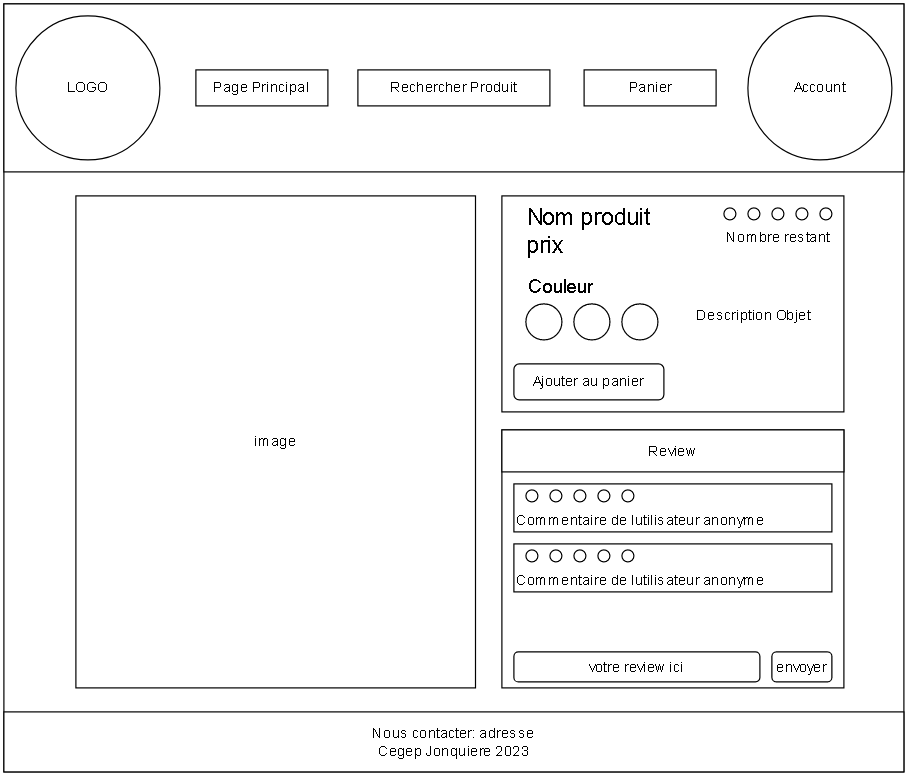 LOGO
Page Principal
Rechercher Produit
Panier
Account
image
Nom produit
prix
Nombre restant
Couleur
Description Objet
Ajouter au panier
Review
Commentaire de lutilisateur anonyme
Commentaire de lutilisateur anonyme
votre review ici
envoyer
Nous contacter: adresse
Cegep Jonquiere 2023